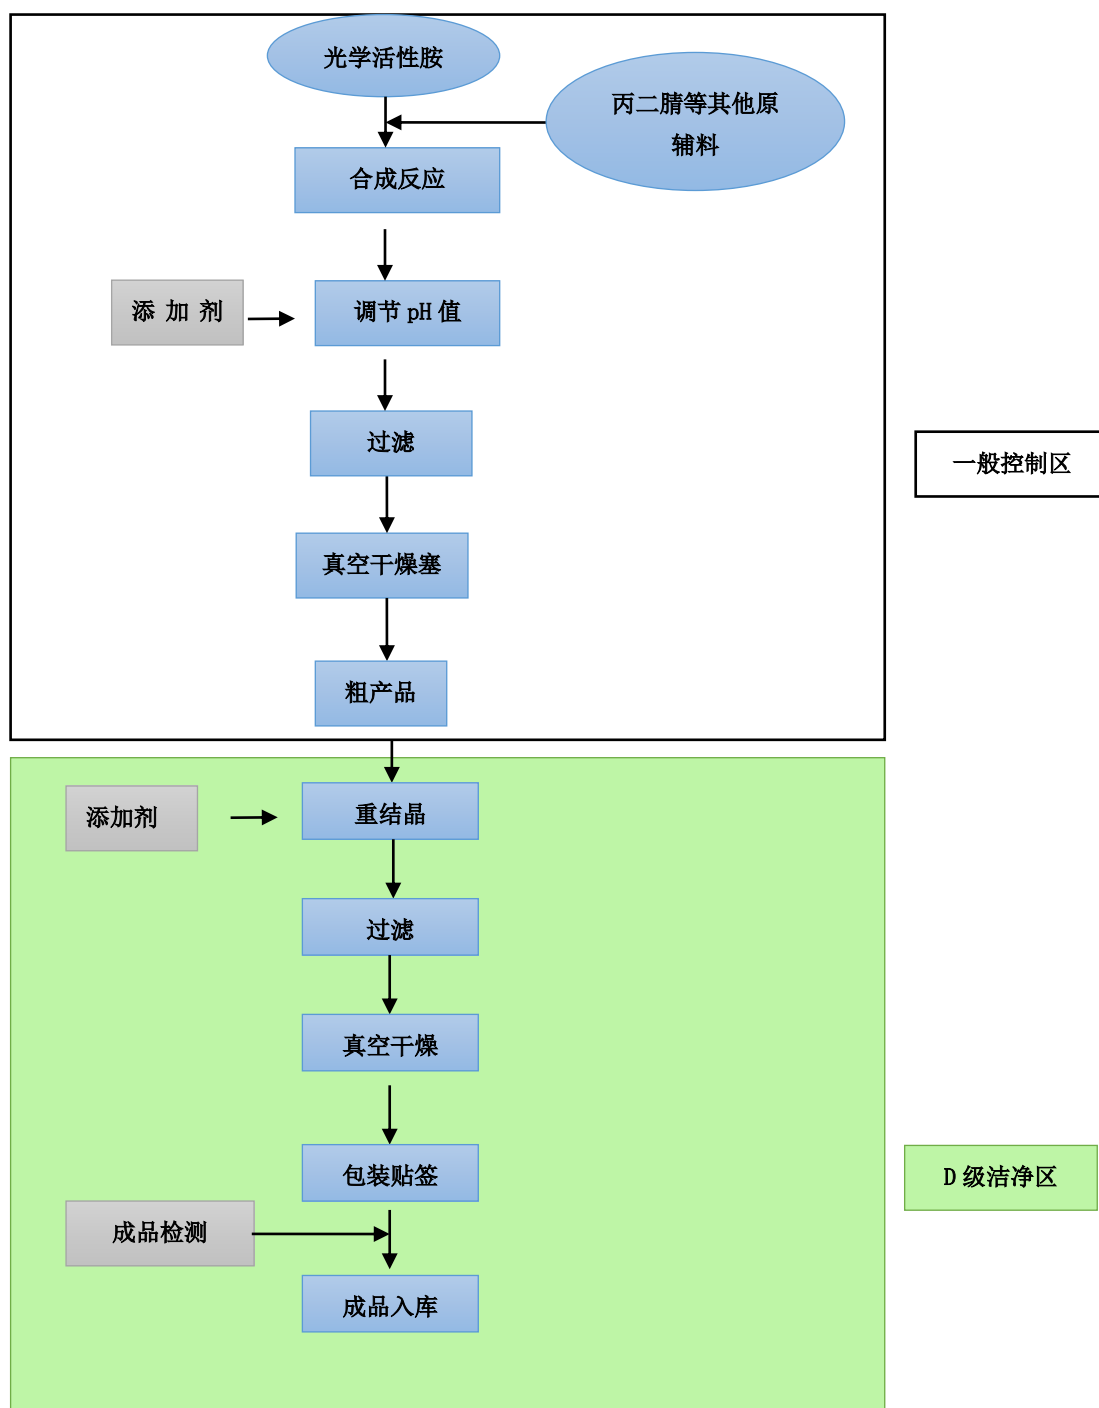 光学活性胺
丙二腈等其他原
辅料
合成反应
添 加 剂
调节 pH 值
过滤
一般控制区
真空干燥塞
粗产品
添加剂
重结晶
过滤
真空干燥
包装贴签
D 级洁净区
成品检测
成品入库